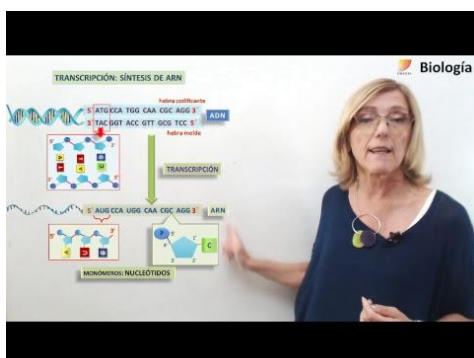 Biología
TRANSCRIPCIÓN: SÍNTESIS DE ARN
hebra codificante
5´ ATG CCA TGG CAA CGC AGG 3´
ADN
3´ TAC GGT ACC GTT GCG TCC 5´
hebra molde
TRANSCRIPCIÓN
5´ AUG CCA UGG CAA CGC AGG 3´
ARN
P
C
MONÓMEROS: NUCLEÓTIDOS